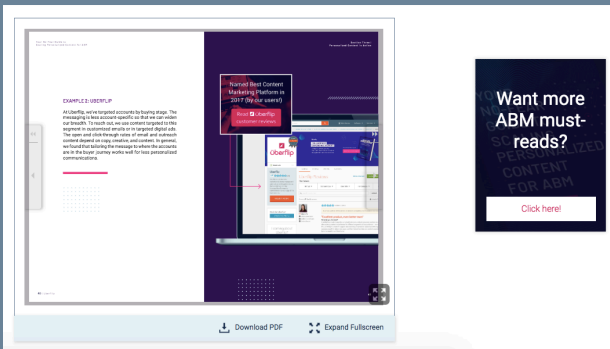 EXAMPLE 2: UBERFLIP
At Uberflip, we've targeted accounts by buying stage. The
messaging is less account-specific so that we can widen
our breadth. To reach out, we use content targeted to this
segment in customized emails or in targeted digital ads.
The open and click-through rates of email and outreach
content depend on copy, creative, and content. In general,
we found that tailoring the message to where the accounts
are in the buyer journey works well for less personalized
communications.
Named Best Content
Marketing Platform in
2017 (by our users!)
Read Uberflip
customer reviews
überflip
Want more
ABM must-
reads?
PERSONALIZED
CONTENT
FOR ABM
Click here!
Download PDF
Expand Fullscreen